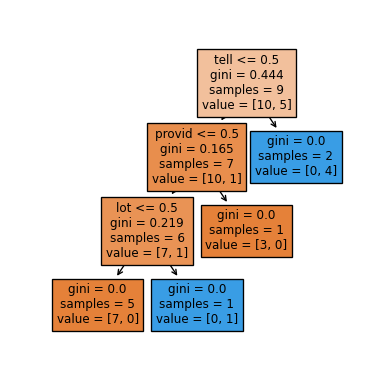 tell <= 0.5
gini = 0.444
samples = 9
value = [10, 5]
provid <= 0.5
gini = 0.165
samples = 7
value = [10, 1]
gini = 0.0
samples = 2
value = [0, 4]
lot <= 0.5
gini = 0.219
samples = 6
value = [7, 1]
gini = 0.0
samples = 1
value = [3, 0]
gini = 0.0
samples = 5
value = [7, 0]
gini = 0.0
samples = 1
value = [0, 1]